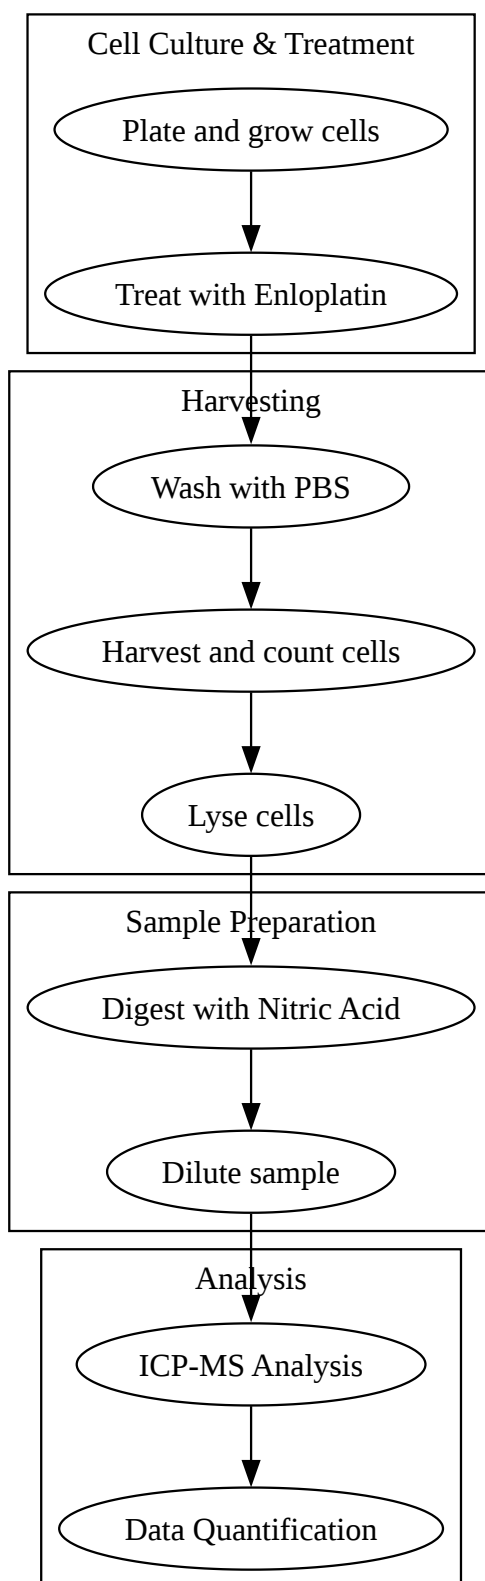 Cell Culture & Treatment
Plate and grow cells
Treat with Enloplatin
Harvesting
Wash with PBS
Harvest and count cells
Lyse cells
Sample Preparation
Digest with Nitric Acid
Dilute sample
Analysis
ICP-MS Analysis
Data Quantification